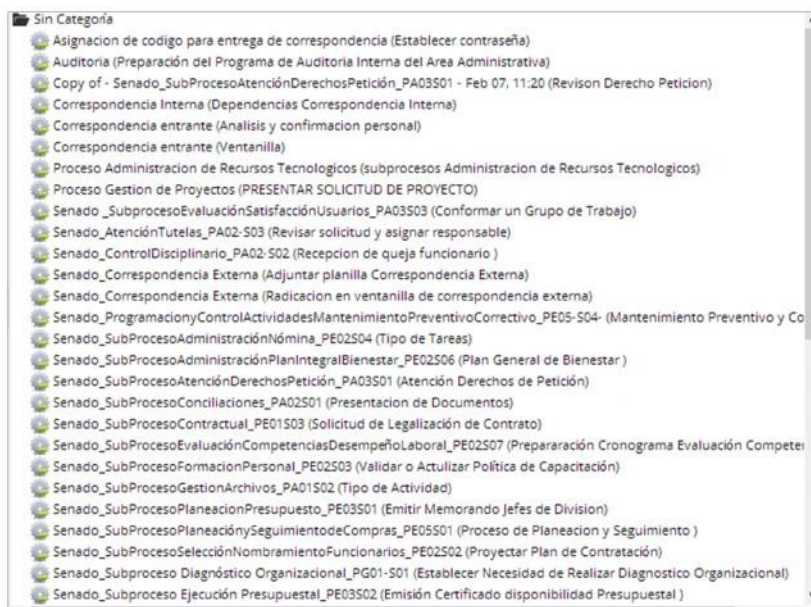 Sin Categoría
Asignacion de codigo para entrega de correspondencia (Establecer contraseña)
Auditoria (Preparación del Programa de Auditoria Interna del Area Administrativa)
Copy of - Senado_SubProcesoAtenciónDerechosPetición_PA03S01 - Feb 07, 11:20 (Revison Derecho Peticion)
Correspondencia Interna (Dependencias Correspondencia Interna)
Correspondencia entrante (Analisis y confirmacion personal)
Correspondencia entrante (Ventanilla)
Proceso Administracion de Recursos Tecnologicos (subprocesos Administracion de Recursos Tecnologicos)
Proceso Gestion de Proyectos (PRESENTAR SOLICITUD DE PROYECTO)
Senado _SubprocesoEvaluaciónSatisfacciónUsuarios_PA03S03 (Conformar un Grupo de Trabajo)
Senado_AtenciónTutelas_PA02-S03 (Revisar solicitud y asignar responsable)
Senado_ControlDisciplinario_PA02-S02 (Recepcion de queja funcionario )
Senado_Correspondencia Externa (Adjuntar planilla Correspondencia Externa)
Senado_Correspondencia Externa (Radicacion en ventanilla de correspondencia externa)
Senado_ProgramacionyControlActividadesMantenimientoPreventivoCorrectivo_PE05-S04- (Mantenimiento Preventivo y Co
Senado_SubProcesoAdministraciónNómina_PE02S04 (Tipo de Tareas)
Senado_SubProcesoAdministraciónPlanIntegralBienestar_PE02S06 (Plan General de Bienestar )
Senado_SubProcesoAtenciónDerechosPetición_PA03S01 (Atención Derechos de Petición)
Senado_SubProcesoConciliaciones_PA02S01 (Presentacion de Documentos)
Senado_SubProcesoContractual_PE01S03 (Solicitud de Legalización de Contrato)
Senado_SubProcesoEvaluaciónCompetenciasDesempeñoLaboral_PE02S07 (Prepararación Cronograma Evaluación Competen
Senado_SubProcesoFormacionPersonal_PE02S03 (Validar o Actulizar Política de Capacitación)
Senado_SubProcesoGestionArchivos_PA01S02 (Tipo de Actividad)
Senado_SubProcesoPlaneacionPresupuesto_PE03S01 (Emitir Memorando Jefes de Division)
Senado_SubProcesoPlaneaciónySeguimientodeCompras_PE05S01 (Proceso de Planeacion y Seguimiento )
Senado_SubProcesoSelecciónNombramientoFuncionarios_PE02S02 (Proyectar Plan de Contratación)
Senado_Subproceso Diagnóstico Organizacional_PG01-S01 (Establecer Necesidad de Realizar Diagnostico Organizacional)
Senado_Subproceso Ejecución Presupuestal_PE03S02 (Emisión Certificado disponibilidad Presupuestal )